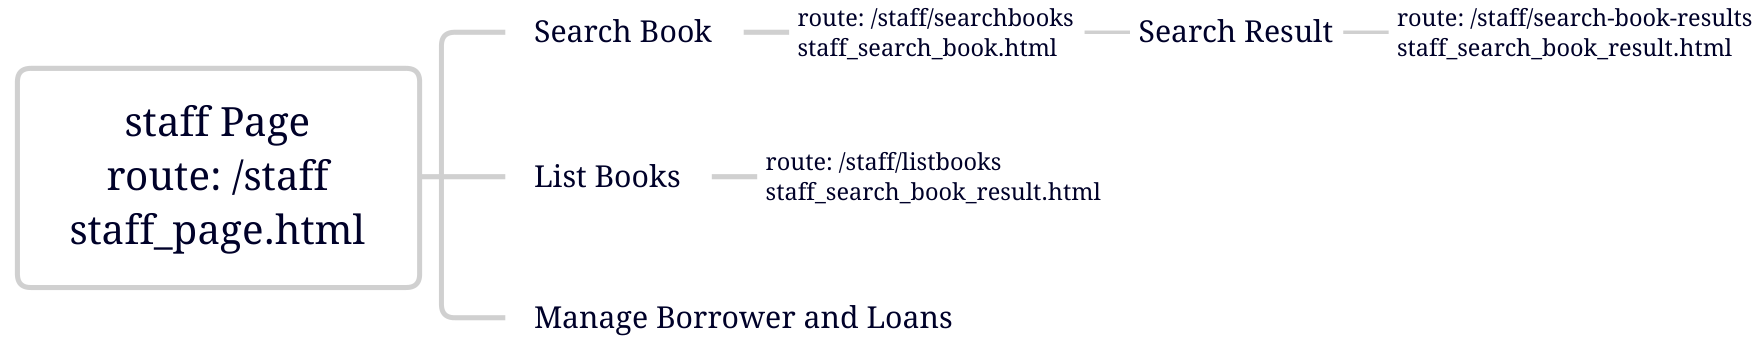 staff Page
route: /staff
staff_page.html
Search Book
route: /staff/searchbooks
staff_search_book.html
Search Result
route: /staff/search-book-results
staff_search_book_result.html
List Books
route: /staff/listbooks
staff_search_book_result.html
Manage Borrower and Loans